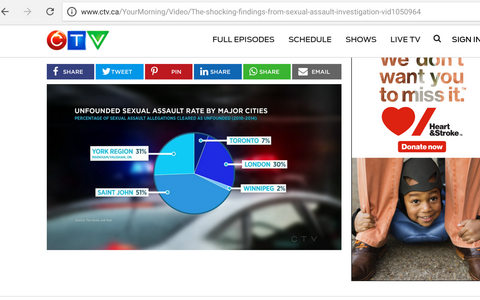 www.ctv.ca/YourMorning/Video/The-shocking-findings-from-sexual-assault-investigation-vid1050964
CTV
FULL EPISODES SCHEDULE SHOWS LIVE TV SIGN IN
SHARE TWEET PIN SHARE SHARE EMAIL
UNFOUNDED SEXUAL ASSAULT RATE BY MAJOR CITIES
PERCENTAGE OF SEXUAL ASSAULT ALLEGATIONS CLEARED AS UNFOUNDED (2010-2014)
TORONTO 7%
YORK REGION 31%
LONDON 30%
SAINT JOHN 51%
WINNIPEG 2%
CTV
we don't
want you
to miss it.™
Heart
&Stroke™
Donate now